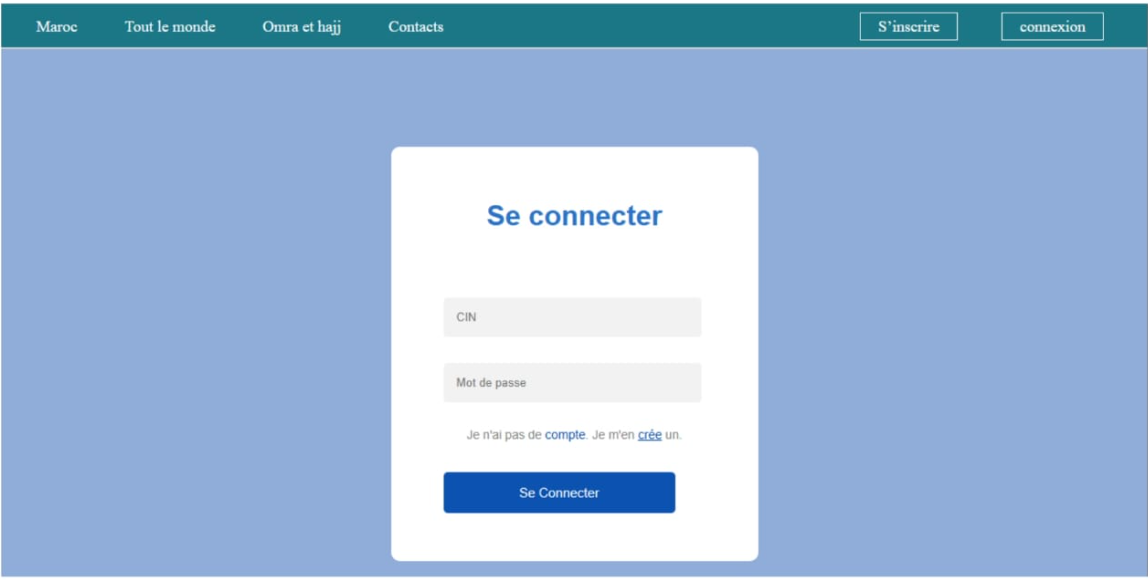 Maroc Tout le monde Omra et hajj Contacts S'inscrire connexion
Se connecter
CIN
Mot de passe
Je n'ai pas de compte. Je m'en crée un.
Se Connecter